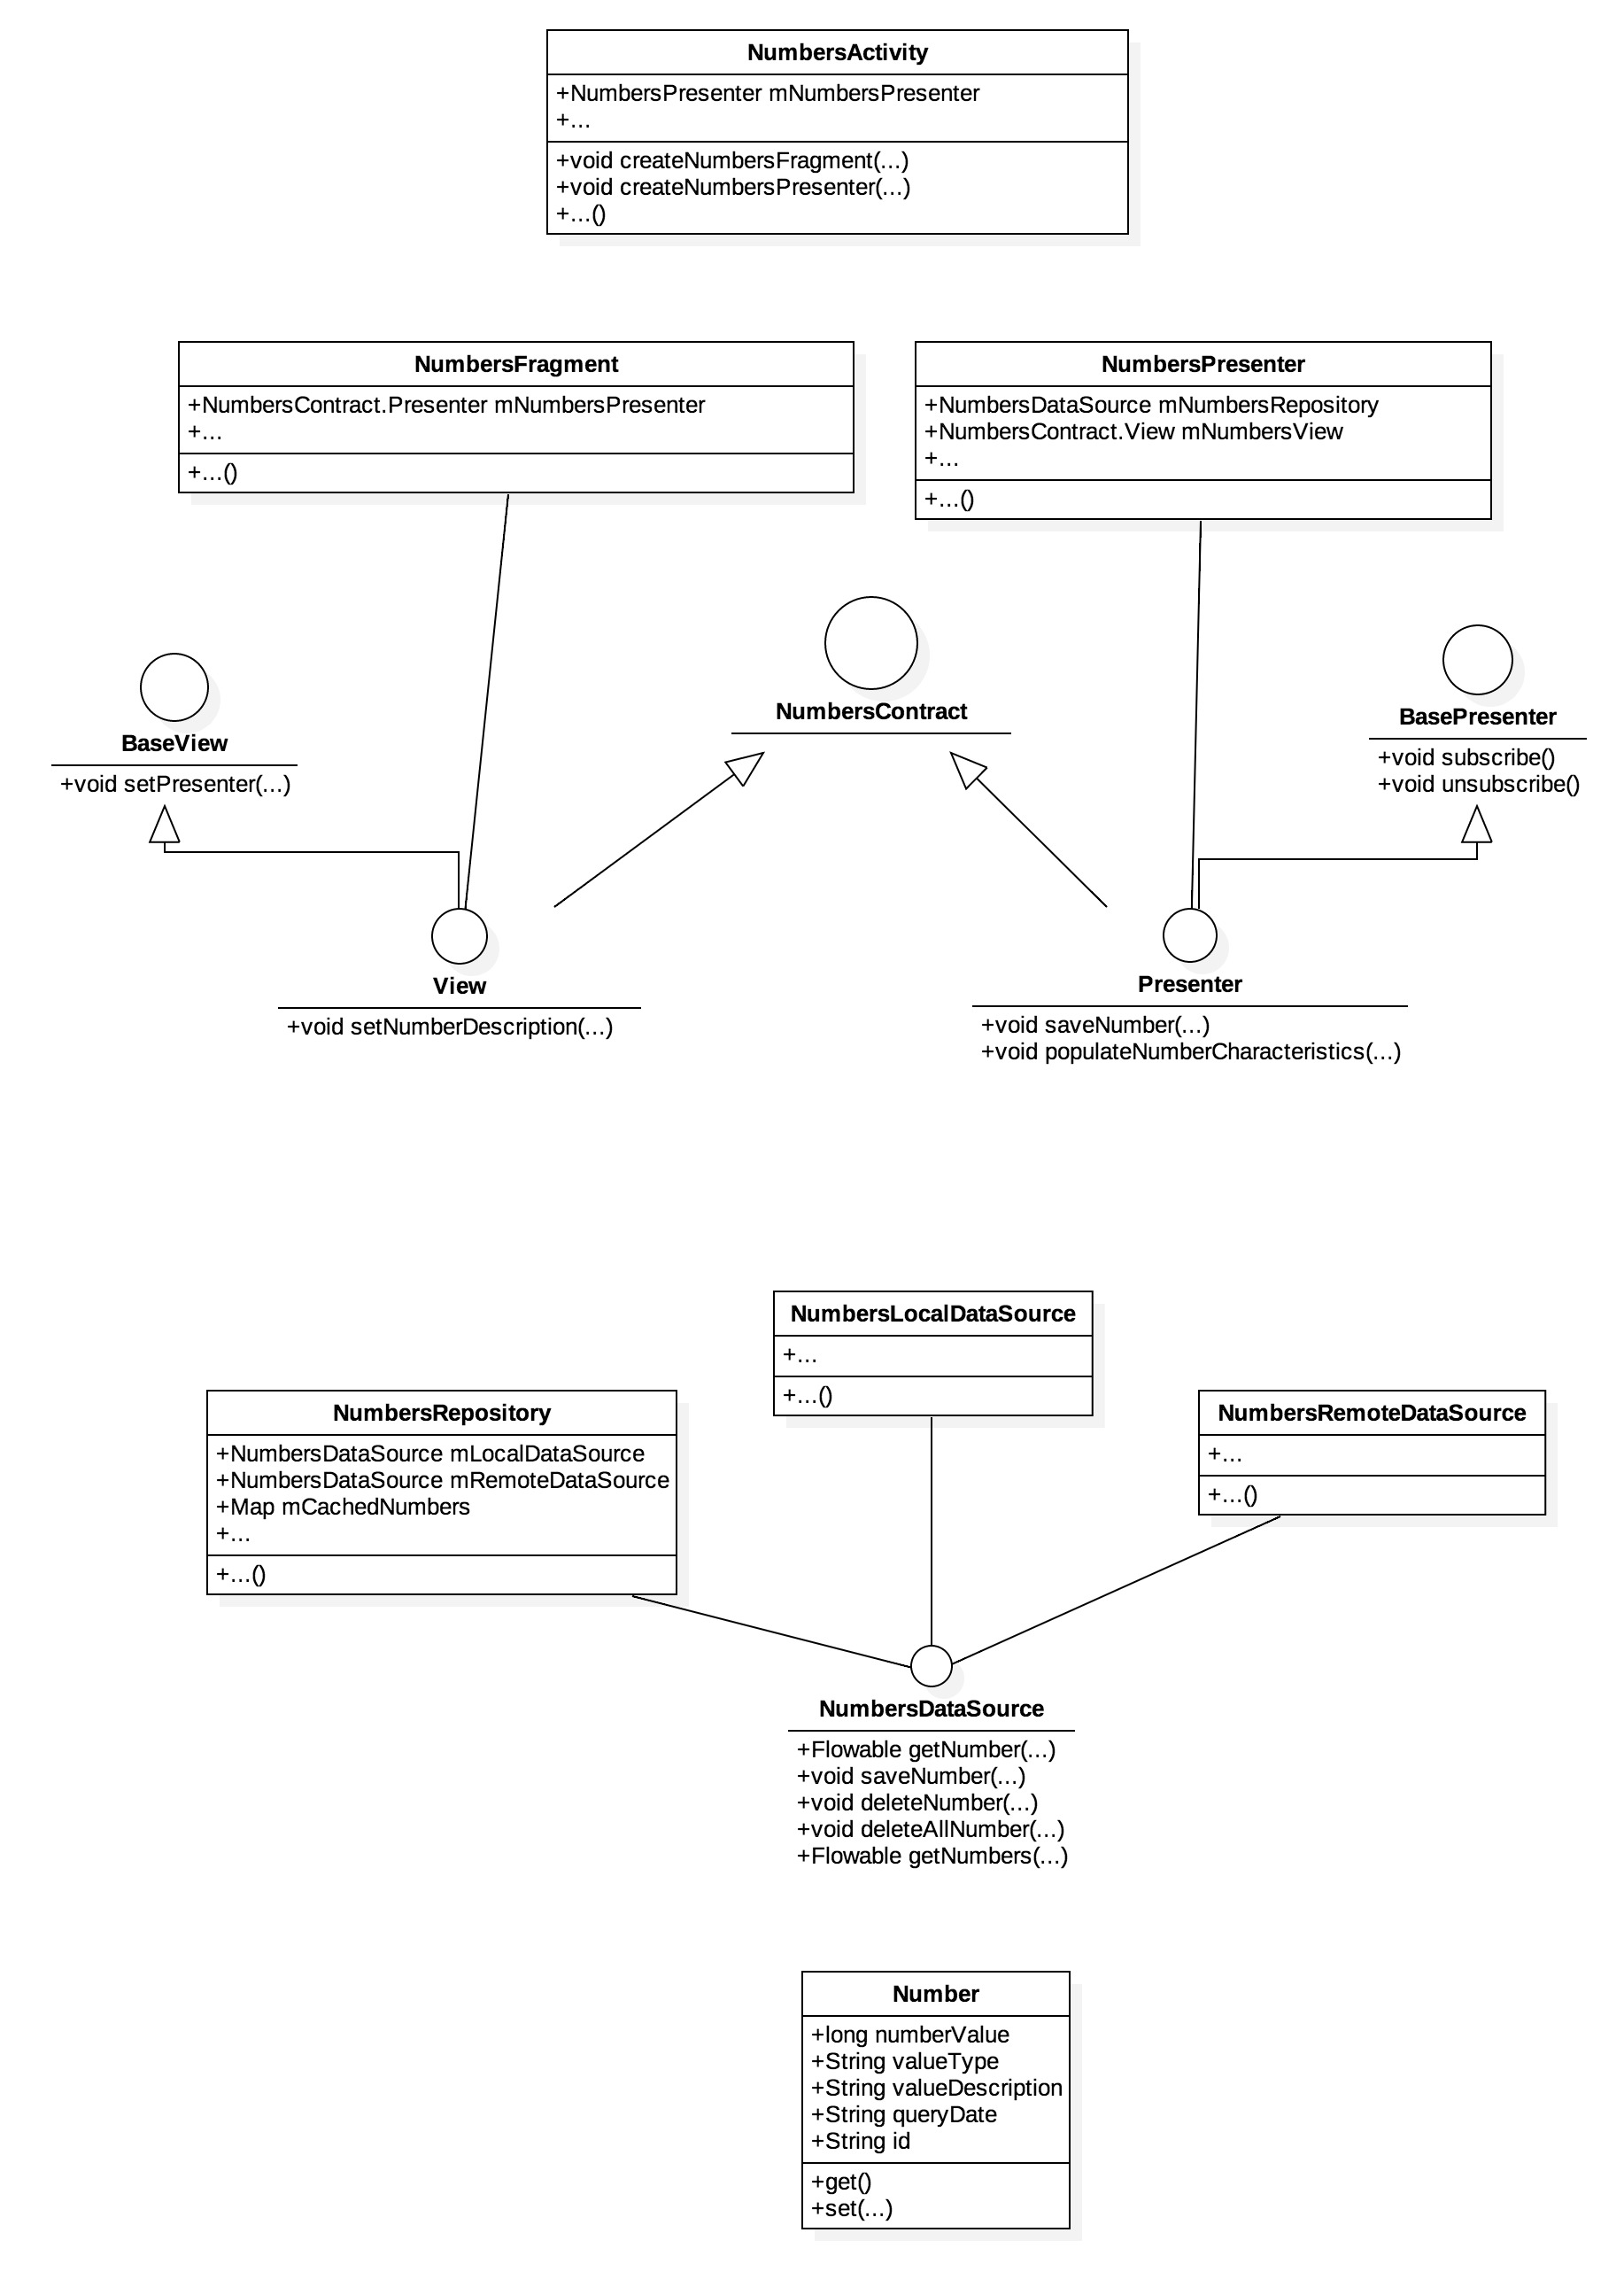 NumbersActivity
+NumbersPresenter mNumbersPresenter
+...
+void createNumbersFragment(...)
+void createNumbersPresenter(...)
+...()
NumbersFragment
+NumbersContract.Presenter mNumbersPresenter
+...
+...()
NumbersPresenter
+NumbersDataSource mNumbersRepository
+NumbersContract.View mNumbersView
+...
+...()
NumbersContract
BaseView
+void setPresenter(...)
BasePresenter
+void subscribe()
+void unsubscribe()
View
+void setNumberDescription(...)
Presenter
+void saveNumber(...)
+void populateNumberCharacteristics(...)
NumbersLocalDataSource
+...
+...()
NumbersRepository
+NumbersDataSource mLocalDataSource
+NumbersDataSource mRemoteDataSource
+Map mCachedNumbers
+...
+...()
NumbersRemoteDataSource
+...
+...()
NumbersDataSource
+Flowable getNumber(...)
+void saveNumber(...)
+void deleteNumber(...)
+void deleteAllNumber(...)
+Flowable getNumbers(...)
Number
+long numberValue
+String valueType
+String valueDescription
+String queryDate
+String id
+get()
+set(...)